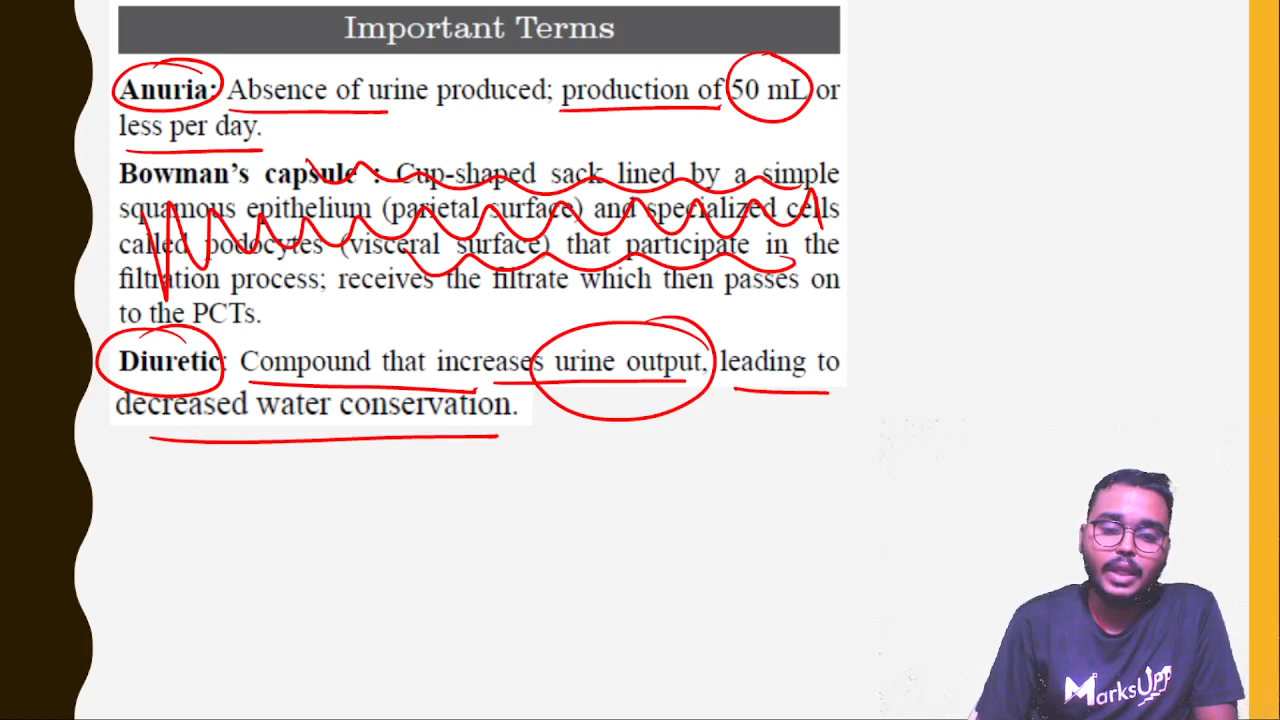 Important Terms
Anuria: Absence of urine produced; production of 50 mL or
less per day.
Bowman's capsule : Cup-shaped sack lined by a simple
squamous epithelium (parietal surface) and specialized cells
called podocytes (visceral surface) that participate in the
filtration process; receives the filtrate which then passes on
to the PCTs.
Diuretic: Compound that increases urine output, leading to
decreased water conservation.
MarksUPP